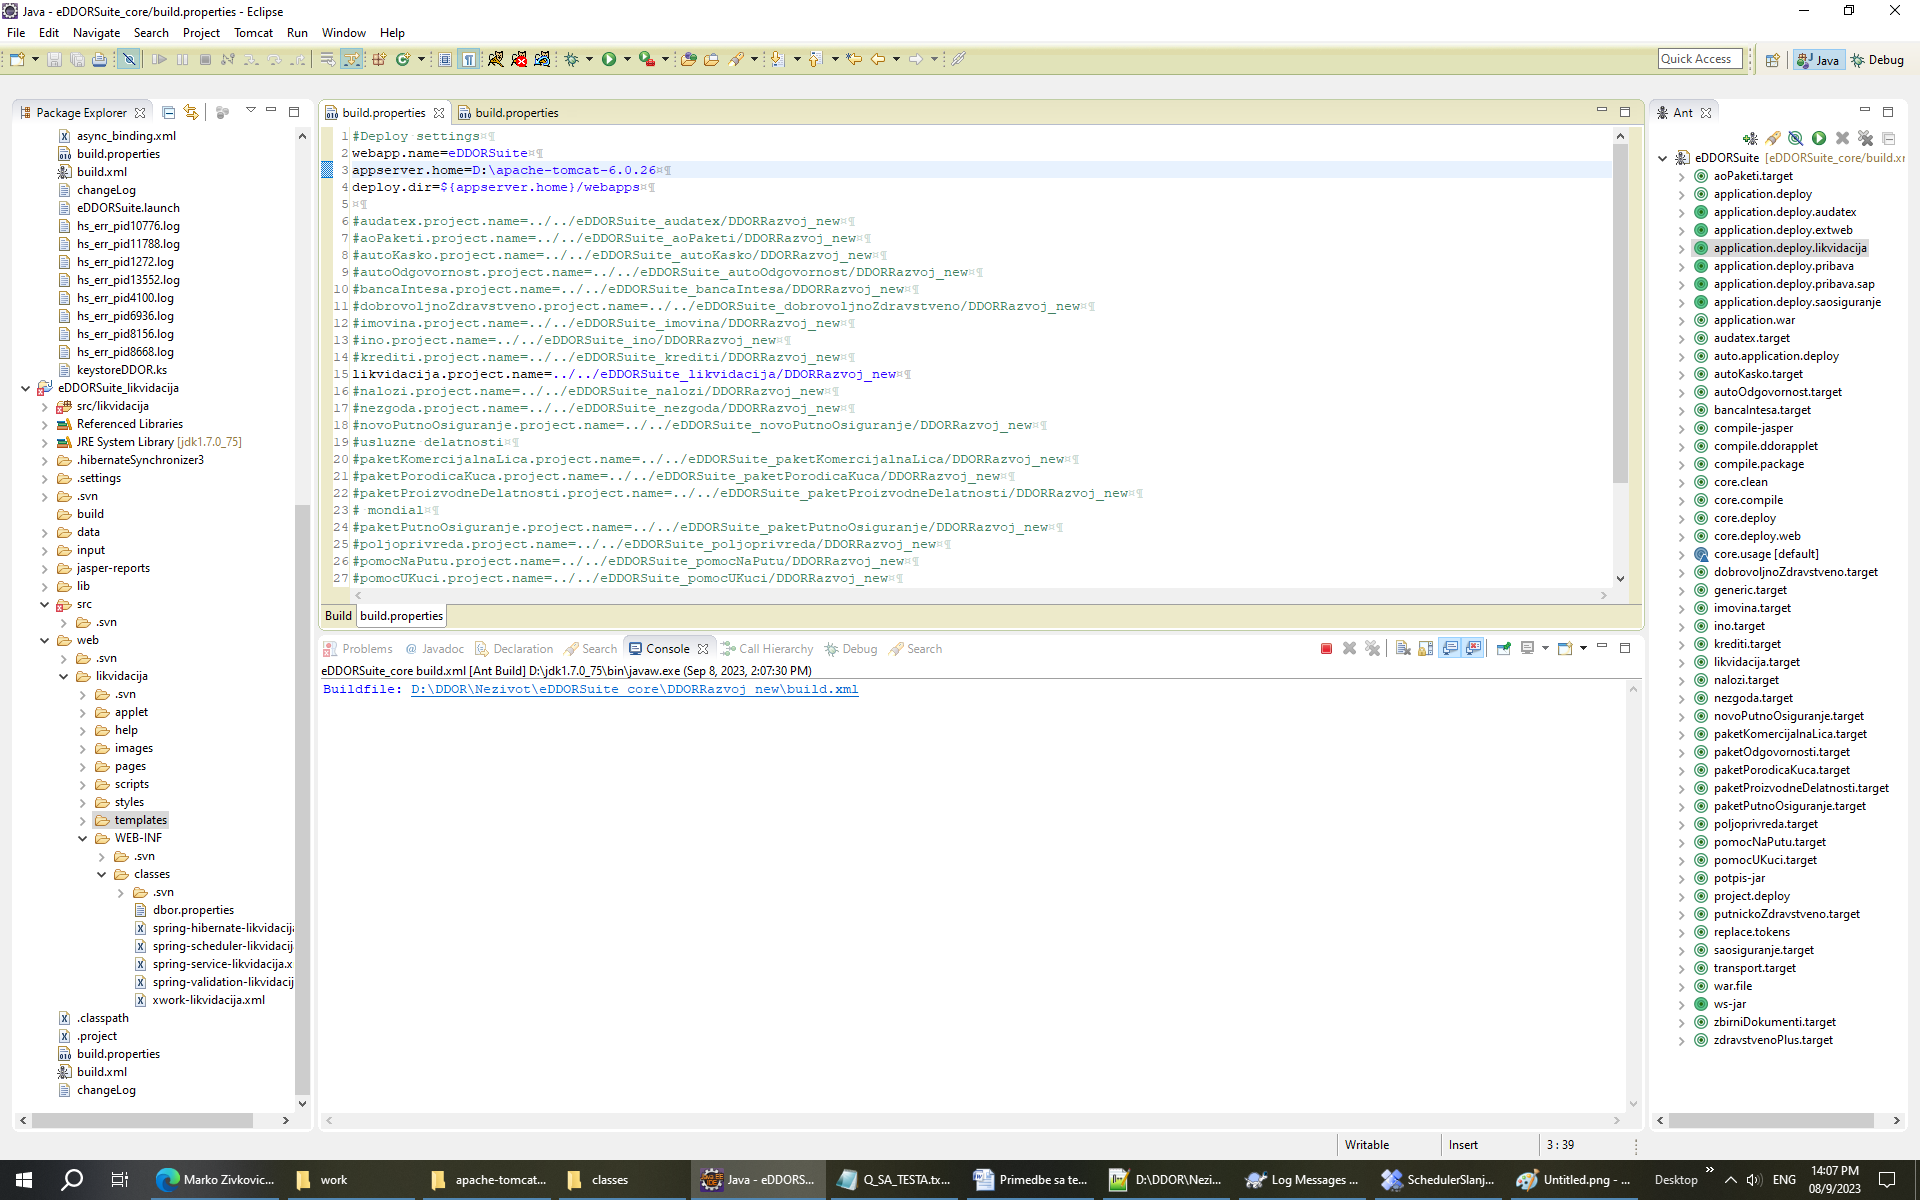 Java - eDDORSuite_core/build.properties - Eclipse
File Edit Navigate Search Project Tomcat Run Window Help
Quick Access
Java
Debug
Package Explorer
async_binding.xml
build.properties
build.xml
changeLog
eDDORSuite.launch
hs_err_pid10776.log
hs_err_pid11788.log
hs_err_pid1272.log
hs_err_pid13552.log
hs_err_pid4100.log
hs_err_pid6936.log
hs_err_pid8156.log
hs_err_pid8668.log
keystoreDDOR.ks
eDDORSuite_likvidacija
src/likvidacija
Referenced Libraries
JRE System Library [jdk1.7.0_75]
.hibernateSynchronizer3
.settings
.svn
build
data
input
jasper-reports
lib
src
.svn
web
.svn
likvidacija
.svn
applet
help
images
pages
scripts
styles
templates
WEB-INF
.svn
classes
.svn
dbor.properties
spring-hibernate-likvidacij
spring-scheduler-likvidacij
spring-service-likvidacija.x
spring-validation-likvidacij
xwork-likvidacija.xml
.classpath
.project
build.properties
build.xml
changeLog
build.properties
build.properties
1 #Deploy settings¤¶
2 webapp.name=eDDORSuite¤¶
3 appserver.home=D:\apache-tomcat-6.0.26¤¶
4 deploy.dir=${appserver.home}/webapps¤¶
5 ¤¶
6 #audatex.project.name=../../eDDORSuite_audatex/DDORRazvoj_new¤¶
7 #aoPaketi.project.name=../../eDDORSuite_aoPaketi/DDORRazvoj_new¤¶
8 #autoKasko.project.name=../../eDDORSuite_autoKasko/DDORRazvoj_new¤¶
9 #autoOdgovornost.project.name=../../eDDORSuite_autoOdgovornost/DDORRazvoj_new¤¶
10 #bancaIntesa.project.name=../../eDDORSuite_bancaIntesa/DDORRazvoj_new¤¶
11 #dobrovoljnoZdravstveno.project.name=../../eDDORSuite_dobrovoljnoZdravstveno/DDORRazvoj_new¤¶
12 #imovina.project.name=../../eDDORSuite_imovina/DDORRazvoj_new¤¶
13 #ino.project.name=../../eDDORSuite_ino/DDORRazvoj_new¤¶
14 #krediti.project.name=../../eDDORSuite_krediti/DDORRazvoj_new¤¶
15 likvidacija.project.name=../../eDDORSuite_likvidacija/DDORRazvoj_new¤¶
16 #nalozi.project.name=../../eDDORSuite_nalozi/DDORRazvoj_new¤¶
17 #nezgoda.project.name=../../eDDORSuite_nezgoda/DDORRazvoj_new¤¶
18 #novoPutnoOsiguranje.project.name=../../eDDORSuite_novoPutnoOsiguranje/DDORRazvoj_new¤¶
19 #usluzne delatnosti¤¶
20 #paketKomercijalnaLica.project.name=../../eDDORSuite_paketKomercijalnaLica/DDORRazvoj_new¤¶
21 #paketPorodicaKuca.project.name=../../eDDORSuite_paketPorodicaKuca/DDORRazvoj_new¤¶
22 #paketProizvodneDelatnosti.project.name=../../eDDORSuite_paketProizvodneDelatnosti/DDORRazvoj_new¤¶
23 # mondial¤¶
24 #paketPutnoOsiguranje.project.name=../../eDDORSuite_paketPutnoOsiguranje/DDORRazvoj_new¤¶
25 #poljoprivreda.project.name=../../eDDORSuite_poljoprivreda/DDORRazvoj_new¤¶
26 #pomocNaPutu.project.name=../../eDDORSuite_pomocNaPutu/DDORRazvoj_new¤¶
27 #pomocUKuci.project.name=../../eDDORSuite_pomocUKuci/DDORRazvoj_new¤¶
Build build.properties
Problems @ Javadoc Declaration Search Console Call Hierarchy Debug Search
eDDORSuite_core build.xml [Ant Build] D:\jdk1.7.0_75\bin\javaw.exe (Sep 8, 2023, 2:07:30 PM)
Buildfile: D:\DDOR\Nezivot\eDDORSuite_core\DDORRazvoj_new\build.xml
Ant
eDDORSuite [eDDORSuite_core/build.xr
aoPaketi.target
application.deploy
application.deploy.audatex
application.deploy.extweb
application.deploy.likvidacija
application.deploy.pribava
application.deploy.pribava.sap
application.deploy.saosiguranje
application.war
audatex.target
auto.application.deploy
autoKasko.target
autoOdgovornost.target
bancaIntesa.target
compile-jasper
compile.ddorapplet
compile.package
core.clean
core.compile
core.deploy
core.deploy.web
core.usage [default]
dobrovoljnoZdravstveno.target
generic.target
imovina.target
ino.target
krediti.target
likvidacija.target
nalozi.target
nezgoda.target
novoPutnoOsiguranje.target
paketKomercijalnaLica.target
paketOdgovornosti.target
paketPorodicaKuca.target
paketProizvodneDelatnosti.target
paketPutnoOsiguranje.target
poljoprivreda.target
pomocNaPutu.target
pomocUKuci.target
potpis-jar
project.deploy
putnickoZdravstveno.target
replace.tokens
saosiguranje.target
transport.target
war.file
ws-jar
zbirniDokumenti.target
zdravstvenoPlus.target
Writable Insert 3 : 39
Marko Zivkovic... work apache-tomcat... classes Java - eDDORS... Q_SA_TESTA.tx... Primedbe sa te... D:\DDOR\Nezi... Log Messages ... SchedulerSlanj... Untitled.png - ... Desktop » ENG 14:07 PM
08/9/2023